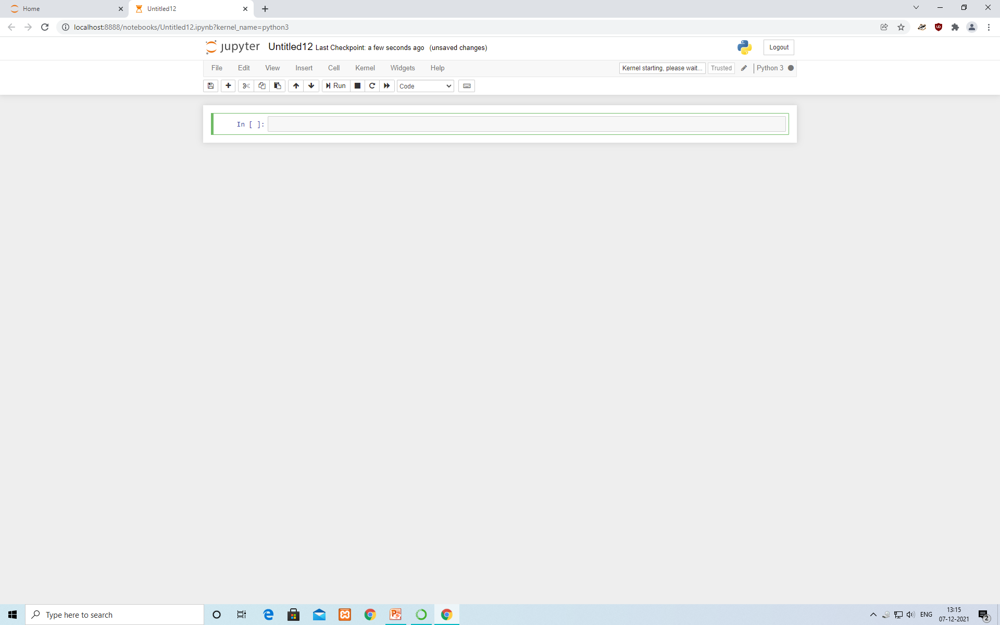 Home
Untitled12
localhost:8888/notebooks/Untitled12.ipynb?kernel_name=python3
jupyter Untitled12 Last Checkpoint: a few seconds ago (unsaved changes)
Logout
File Edit View Insert Cell Kernel Widgets Help
Kernel starting, please wait... Trusted Python 3
Run Code
In [ ]:
Type here to search
ENG
13:15
07-12-2021
2